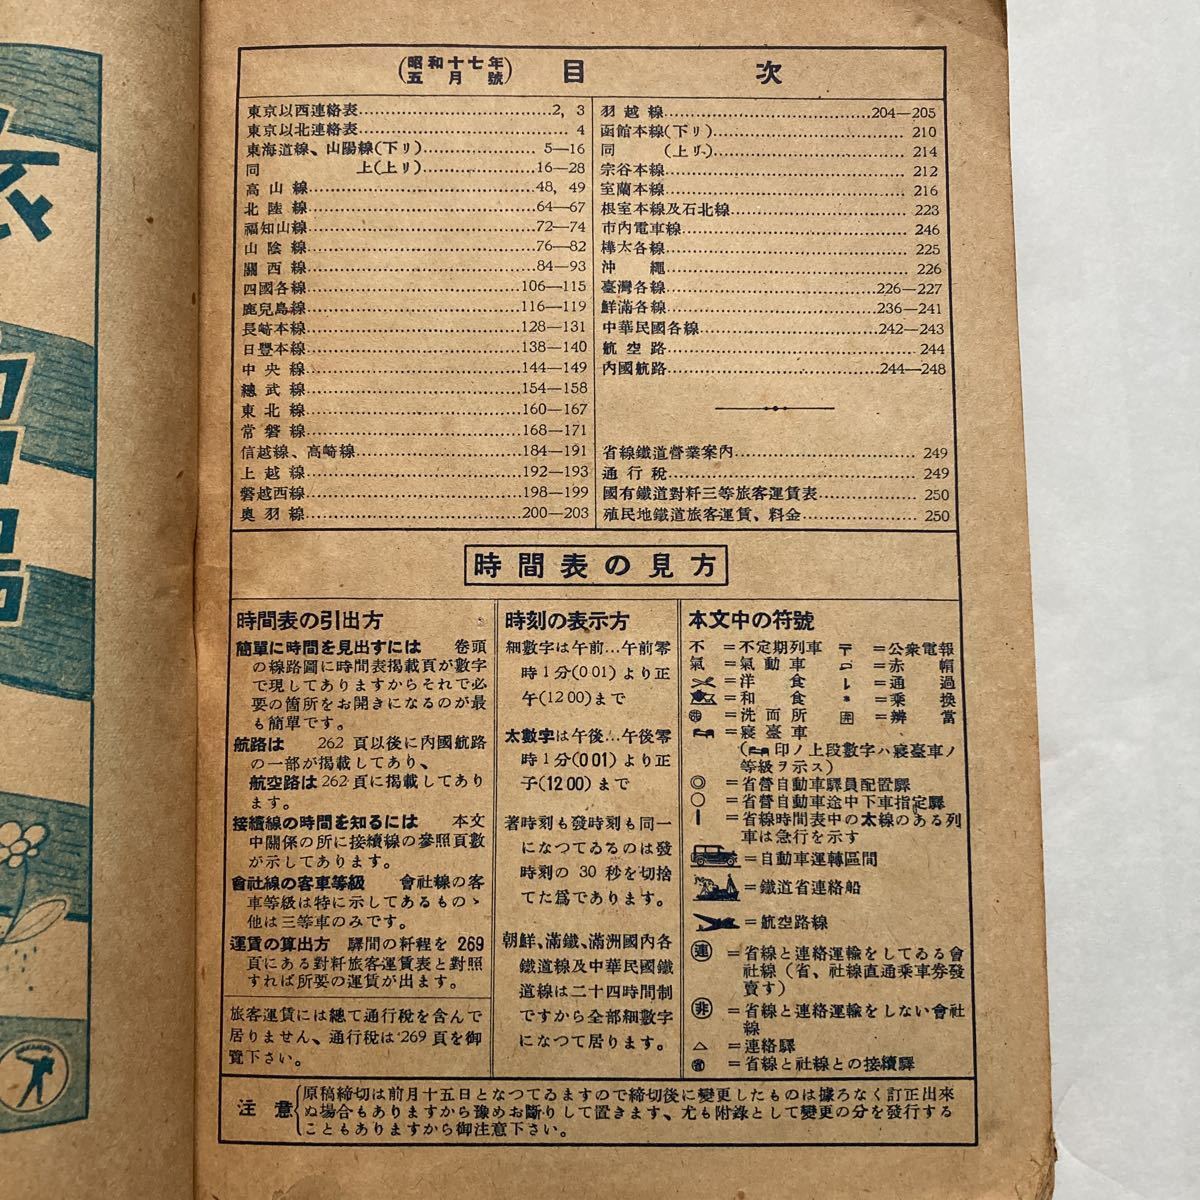 (昭和十七年 五月號) 目次
東京以西連絡表 2, 3
東京以北連絡表 4
東海道線、山陽線(下リ) 5—16
同 上(上リ) 16—28
高山線 48, 49
北陸線 64—67
福知山線 72—74
山陰線 76—82
關西線 84—93
四國各線 106—115
鹿兒島線 116—119
長崎本線 128—131
日豐本線 138—140
中央線 144—149
總武線 154—158
東北線 160—167
常磐線 168—171
信越線、高崎線 184—191
上越線 192—193
磐越西線 198—199
奥羽線 200—203
羽越線 204—205
函館本線(下リ) 210
同 (上リ) 214
宗谷本線 212
室蘭本線 216
根室本線及石北線 223
市內電車線 246
樺太各線 225
沖繩 226
臺灣各線 226—227
鮮滿各線 236—241
中華民國各線 242—243
航空路 244
內國航路 244—248
省線鐵道營業案內 249
通行稅 249
國有鐵道對粁三等旅客運賃表 250
殖民地鐵道旅客運賃、料金 250
時間表の見方
時間表の引出方
簡單に時間を見出すには 卷頭
の線路圖に時間表揭載頁が數字
で現してありますからそれで必
要の箇所をお開きになるのが最
も簡單です。
航路は 262頁以後に內國航路
の一部が揭載してあり、
航空路は262頁に揭載してあり
ます。
接續線の時間を知るには 本文
中關係の所に接續線の參照頁數
が示してあります。
會社線の客車等級 會社線の客
車等級は特に示してあるものゝ
他は三等車のみです。
運賃の算出方 驛間の粁程を269
頁にある對粁旅客運賃表と對照
すれば所要の運賃が出ます。
旅客運賃には總て通行稅を含んで
居りません、通行稅は269頁を御
覽下さい。
時刻の表示方
細數字は午前…午前零
時1分(001)より正
午(1200)まで
太數字は午後…午後零
時1分(001)より正
子(1200)まで
著時刻も發時刻も同一
になつてゐるのは發
時刻の30秒を切捨
てた爲であります。
朝鮮、滿鐵、滿洲國內各
鐵道線及中華民國鐵
道線は二十四時間制
ですから全部細數字
になつて居ります。
本文中の符號
不=不定期列車 〒=公衆電報
氣=氣動車 =赤帽
=洋食 =通過
=和食 *=乘換
洗=洗面所 弁=辨當
=寢臺車
(印ノ上段數字ハ寢臺車ノ
等級ヲ示ス)
◎=省營自動車驛員配置驛
○=省營自動車途中下車指定驛
|=省線時間表中の太線のある列
車は急行を示す
=自動車運轉區間
=鐵道省連絡船
=航空路線
連=省線と連絡運輸をしてゐる會
社線(省、社線直通乘車劵發
賣す)
非=省線と連絡運輸をしない會社
線
△=連絡驛
省=省線と社線との接續驛
注意
原稿締切は前月十五日となつてゐますので締切後に變更したものは據ろなく訂正出來
ぬ場合もありますから豫めお斷りして置きます、尤も附錄として變更の分を發行する
こともありますから御注意下さい。